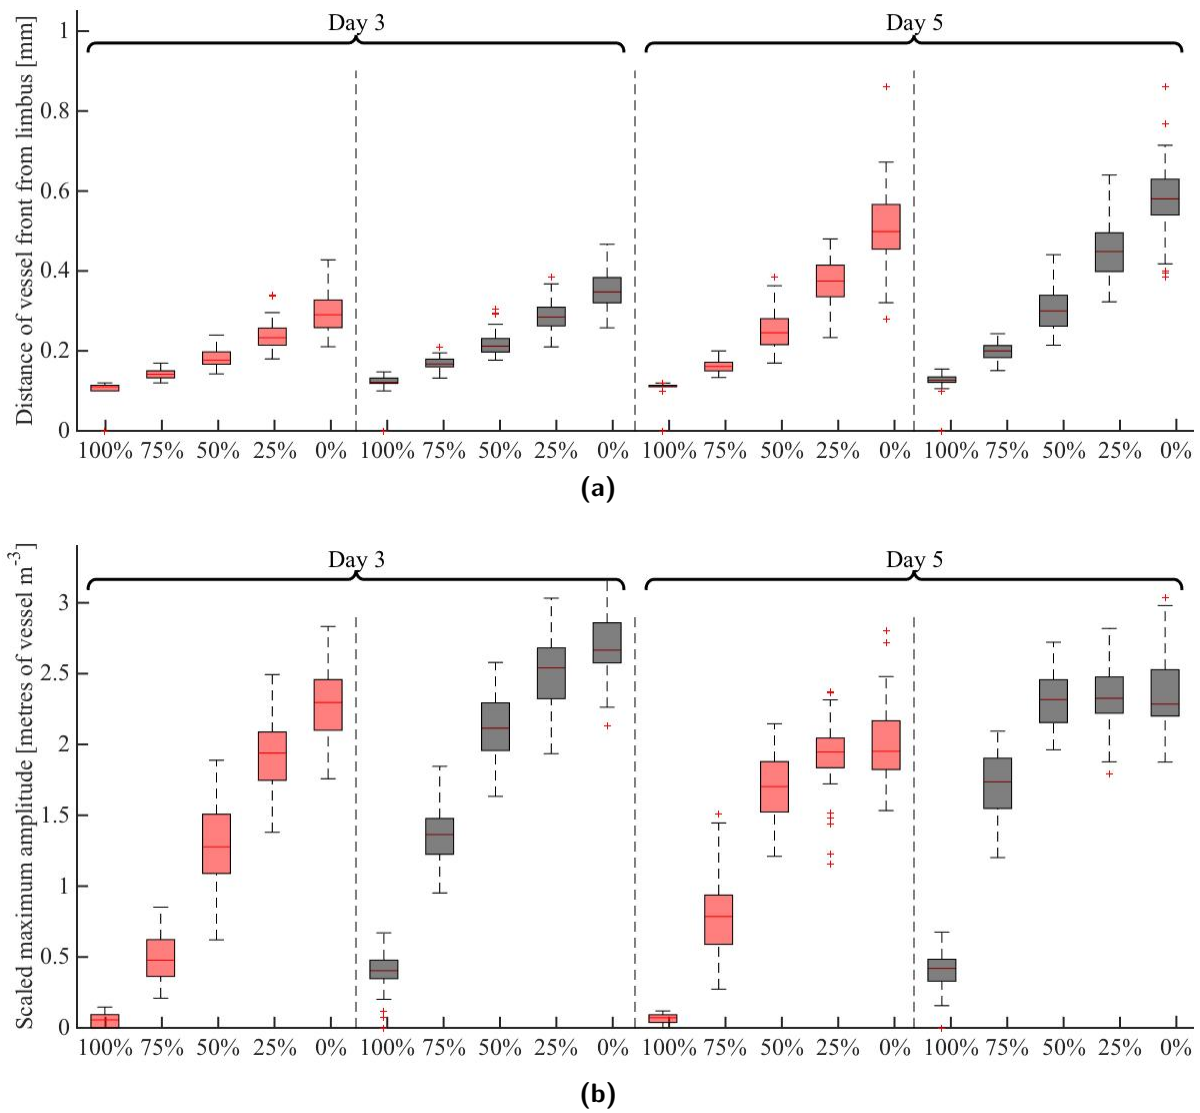 Day 3 Day 5
Distance of vessel front from limbus [mm]
1
0.8
0.6
0.4
0.2
0
100% 75% 50% 25% 0% 100% 75% 50% 25% 0% 100% 75% 50% 25% 0% 100% 75% 50% 25% 0%
(a)
Day 3 Day 5
Scaled maximum amplitude [metres of vessel m-3]
3
2.5
2
1.5
1
0.5
0
100% 75% 50% 25% 0% 100% 75% 50% 25% 0% 100% 75% 50% 25% 0% 100% 75% 50% 25% 0%
(b)